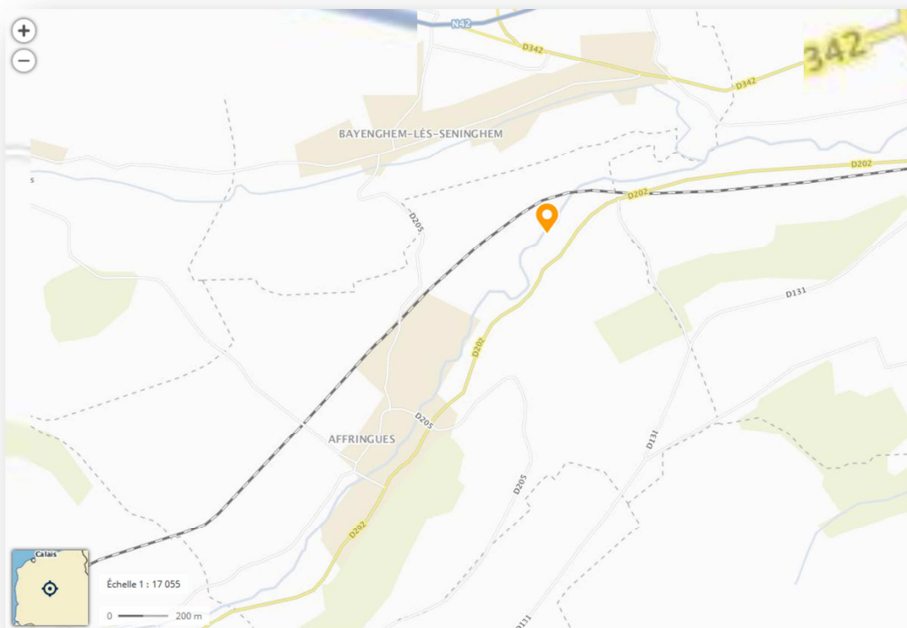 +
−
N42
D342
342
D342
BAYENGHEM-LÈS-SENINGHEM
D202
D202
s
D205
D131
D202
D205
AFFRINGUES
D131
D205
D202
Calais
Échelle 1 : 17 055
0 200 m
D131